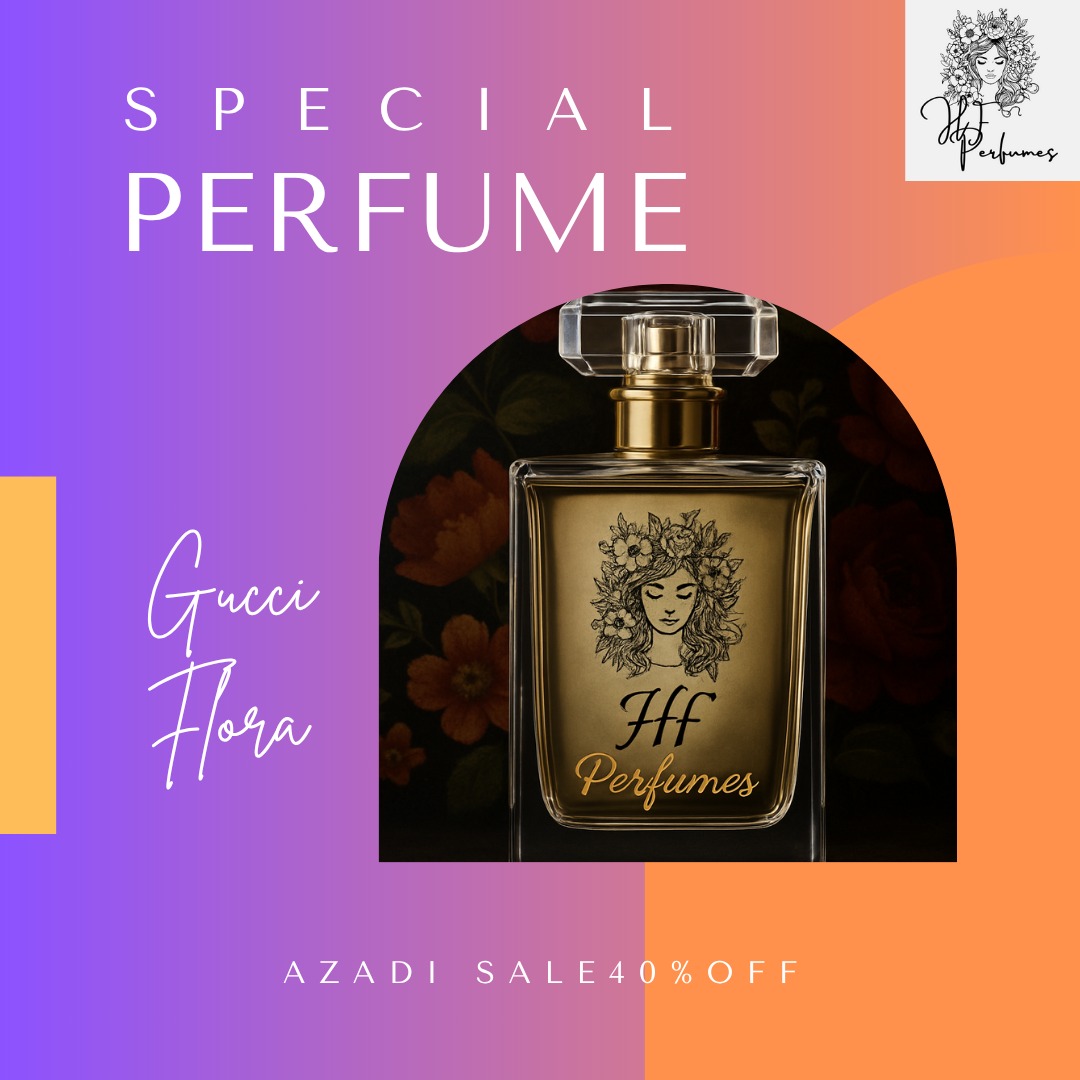 SPECIAL
PERFUME
HF
Perfumes
Gucci
Flora
Hf
Perfumes
AZADI SALE40%OFF